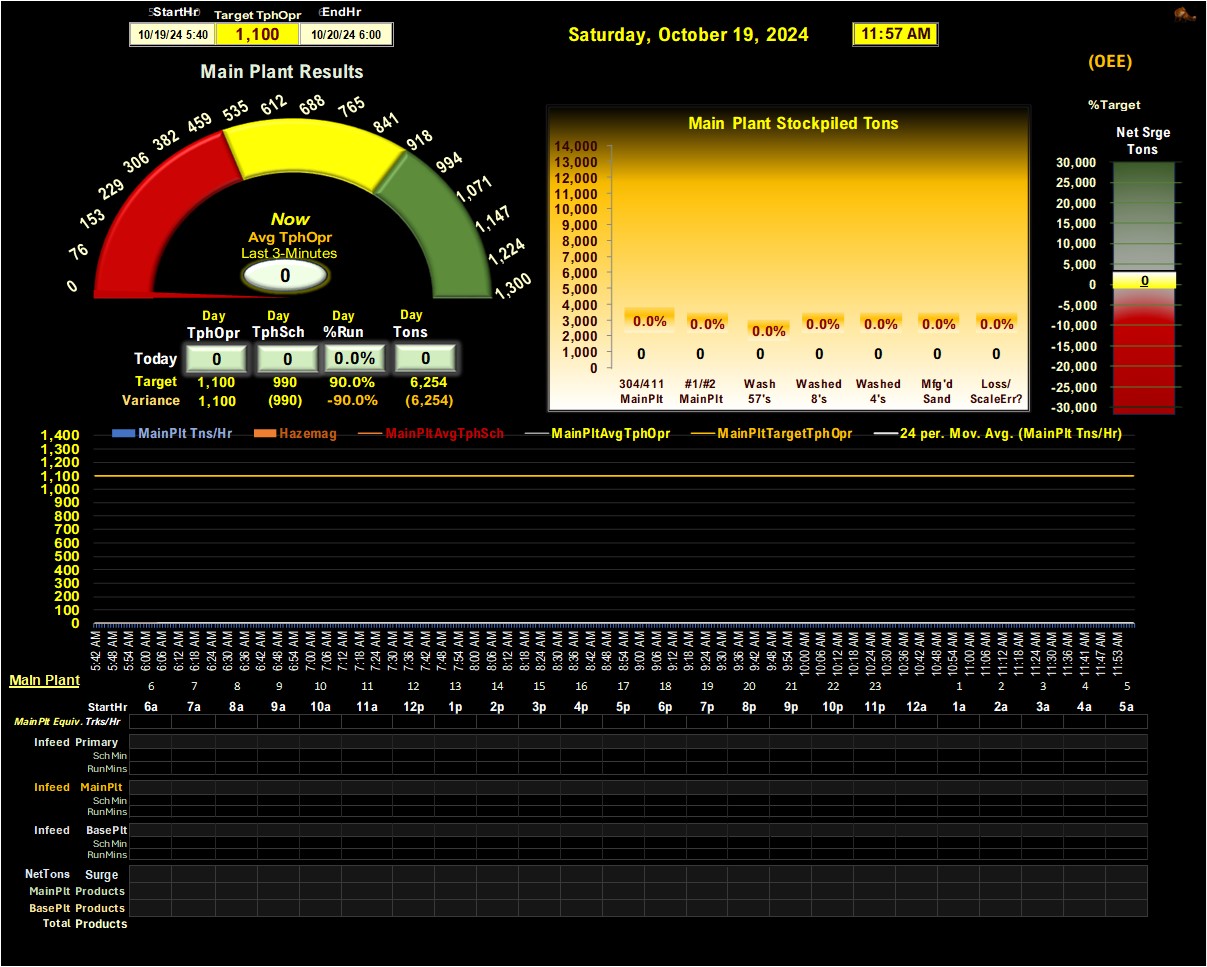 StartHr Target TphOpr EndHr
10/19/24 5:40 1,100 10/20/24 6:00
Saturday, October 19, 2024 11:57 AM
(OEE)
Main Plant Results
0 76 153 229 306 382 459 535 612 688 765 841 918 994 1,071 1,147 1,224 1,300
Now
Avg TphOpr
Last 3-Minutes
0
Day Day Day Day
TphOpr TphSch %Run Tons
Today 0 0 0.0% 0
Target 1,100 990 90.0% 6,254
Variance 1,100 (990) -90.0% (6,254)
Main Plant Stockpiled Tons
14,000
13,000
12,000
11,000
10,000
9,000
8,000
7,000
6,000
5,000
4,000
3,000
2,000
1,000
0
0.0% 0.0% 0.0% 0.0% 0.0% 0.0% 0.0%
0 0 0 0 0 0 0
304/411 #1/#2 Wash Washed Washed Mfg'd Loss/
MainPlt MainPlt 57's 8's 4's Sand ScaleErr?
%Target
Net Srge
Tons
30,000
25,000
20,000
15,000
10,000
5,000
0 0
-5,000
-10,000
-15,000
-20,000
-25,000
-30,000
MainPlt Tns/Hr Hazemag MainPltAvgTphSch MainPltAvgTphOpr MainPltTargetTphOpr 24 per. Mov. Avg. (MainPlt Tns/Hr)
1,400
1,300
1,200
1,100
1,000
900
800
700
600
500
400
300
200
100
0
5:42 AM 5:48 AM 5:54 AM 6:00 AM 6:06 AM 6:12 AM 6:18 AM 6:24 AM 6:30 AM 6:36 AM 6:42 AM 6:48 AM 6:54 AM 7:00 AM 7:06 AM 7:12 AM 7:18 AM 7:24 AM 7:30 AM 7:36 AM 7:42 AM 7:48 AM 7:54 AM 8:00 AM 8:06 AM 8:12 AM 8:18 AM 8:24 AM 8:30 AM 8:36 AM 8:42 AM 8:48 AM 8:54 AM 9:00 AM 9:06 AM 9:12 AM 9:18 AM 9:24 AM 9:30 AM 9:36 AM 9:42 AM 9:48 AM 9:54 AM 10:00 AM 10:06 AM 10:12 AM 10:18 AM 10:24 AM 10:30 AM 10:36 AM 10:42 AM 10:48 AM 10:54 AM 11:00 AM 11:06 AM 11:12 AM 11:18 AM 11:24 AM 11:30 AM 11:36 AM 11:41 AM 11:47 AM 11:53 AM
Main Plant
6 7 8 9 10 11 12 13 14 15 16 17 18 19 20 21 22 23 1 2 3 4 5
StartHr 6a 7a 8a 9a 10a 11a 12p 1p 2p 3p 4p 5p 6p 7p 8p 9p 10p 11p 12a 1a 2a 3a 4a 5a
MainPlt Equiv. Trks/Hr
Infeed Primary
SchMin
RunMins
Infeed MainPlt
SchMin
RunMins
Infeed BasePlt
SchMin
RunMins
NetTons Surge
MainPlt Products
BasePlt Products
Total Products